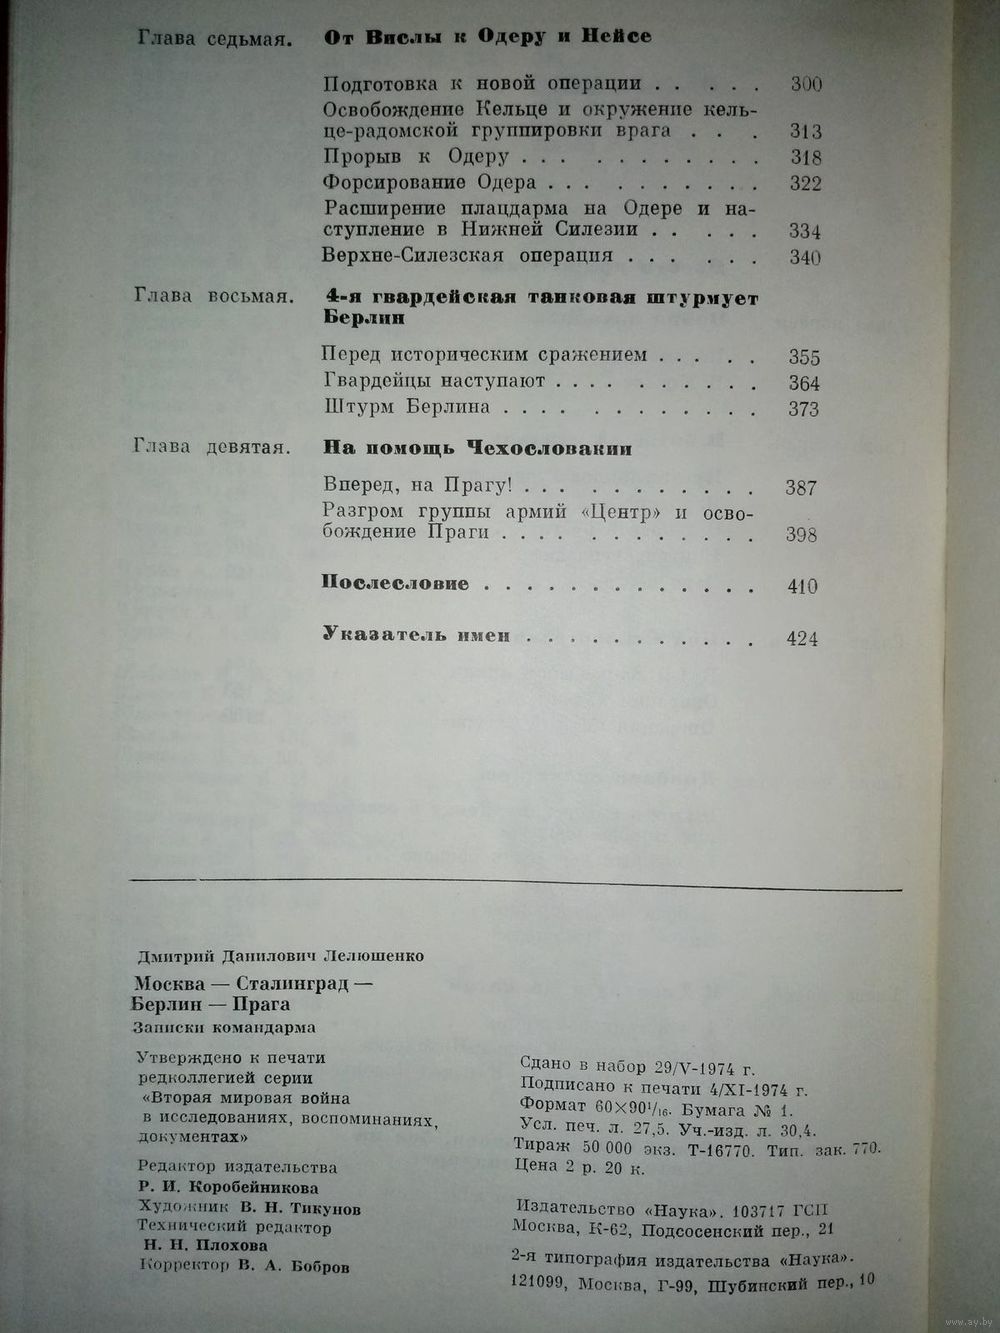 Глава седьмая. От Вислы к Одеру и Нейсе
Подготовка к новой операции . . . . . 300
Освобождение Кельце и окружение кель-
це-радомской группировки врага . . . 313
Прорыв к Одеру . . . . . . . . . . . 318
Форсирование Одера . . . . . . . . . . 322
Расширение плацдарма на Одере и на-
ступление в Нижней Силезии . . . . . 334
Верхне-Силезская операция . . . . . . 340
Глава восьмая. 4-я гвардейская танковая штурмует
Берлин
Перед историческим сражением . . . . . 355
Гвардейцы наступают . . . . . . . . . . 364
Штурм Берлина . . . . . . . . . . . . 373
Глава девятая. На помощь Чехословакии
Вперед, на Прагу! . . . . . . . . . . . 387
Разгром группы армий «Центр» и осво-
бождение Праги . . . . . . . . . . . . 398
Послесловие . . . . . . . . . . . . . 410
Указатель имен . . . . . . . . . . . . 424
Дмитрий Данилович Лелюшенко
Москва — Сталинград —
Берлин — Прага
Записки командарма
Утверждено к печати
редколлегией серии
«Вторая мировая война
в исследованиях, воспоминаниях,
документах»
Редактор издательства
Р. И. Коробейникова
Художник В. Н. Тикунов
Технический редактор
Н. Н. Плохова
Корректор В. А. Бобров
Сдано в набор 29/V-1974 г.
Подписано к печати 4/XI-1974 г.
Формат 60×90¹/₁₆. Бумага № 1.
Усл. печ. л. 27,5. Уч.-изд. л. 30,4.
Тираж 50 000 экз. Т-16770. Тип. зак. 770.
Цена 2 р. 20 к.
Издательство «Наука». 103717 ГСП
Москва, К-62, Подсосенский пер., 21
2-я типография издательства «Наука».
121099, Москва, Г-99, Шубинский пер., 10
www.ay.by